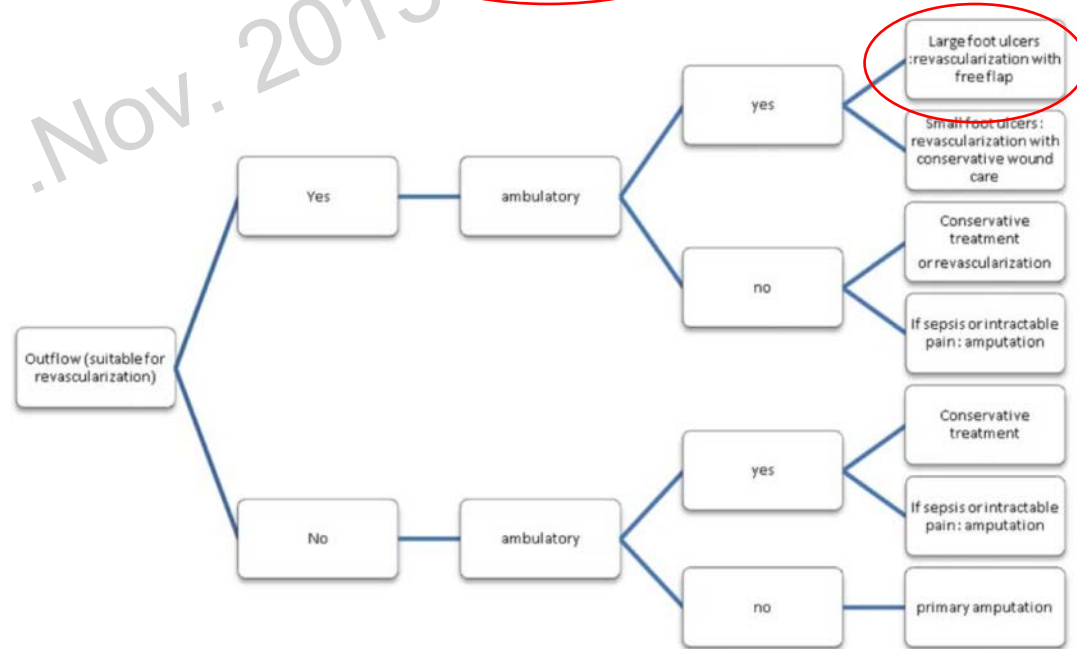 .Nov. 2015
Large foot ulcers
:revascularization with
free flap
yes
Small foot ulcers :
revascularization with
conservative wound
care
Yes
ambulatory
Conservative
treatment
or revascularization
no
If sepsis or intractable
pain : amputation
Outflow (suitable for
revascularization)
Conservative
treatment
yes
If sepsis or intractable
pain : amputation
No
ambulatory
no
primary amputation